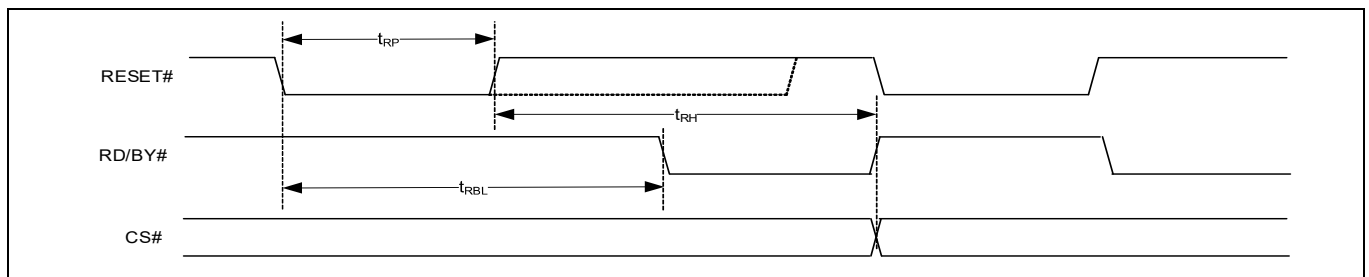 tRP
RESET#
tRH
RD/BY#
tRBL
CS#